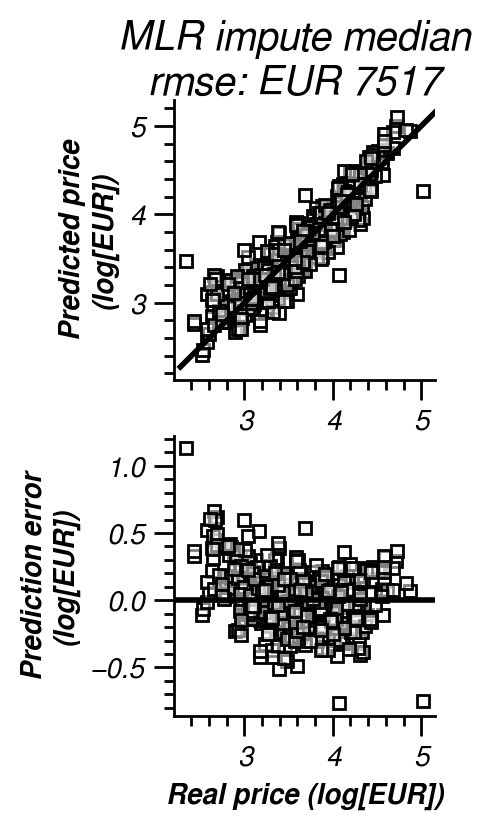 MLR impute median
rmse: EUR 7517
Predicted price
(log[EUR])
5
4
3
3 4 5
Prediction error
(log[EUR])
1.0
0.5
0.0
−0.5
3 4 5
Real price (log[EUR])